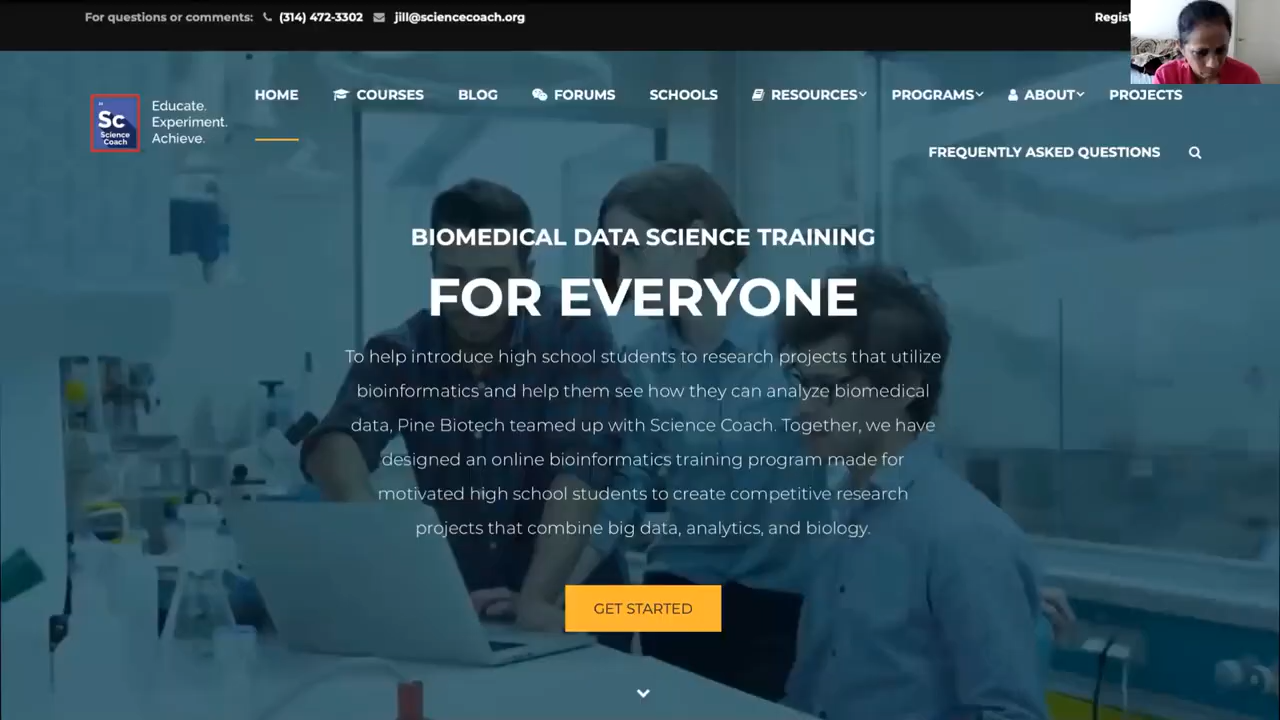 For questions or comments: (314) 472-3302 jill@sciencecoach.org
Regist
Sc
Science
Coach
Educate.
Experiment.
Achieve.
HOME COURSES BLOG FORUMS SCHOOLS RESOURCES PROGRAMS ABOUT PROJECTS
FREQUENTLY ASKED QUESTIONS
BIOMEDICAL DATA SCIENCE TRAINING
FOR EVERYONE
To help introduce high school students to research projects that utilize
bioinformatics and help them see how they can analyze biomedical
data, Pine Biotech teamed up with Science Coach. Together, we have
designed an online bioinformatics training program made for
motivated high school students to create competitive research
projects that combine big data, analytics, and biology.
GET STARTED